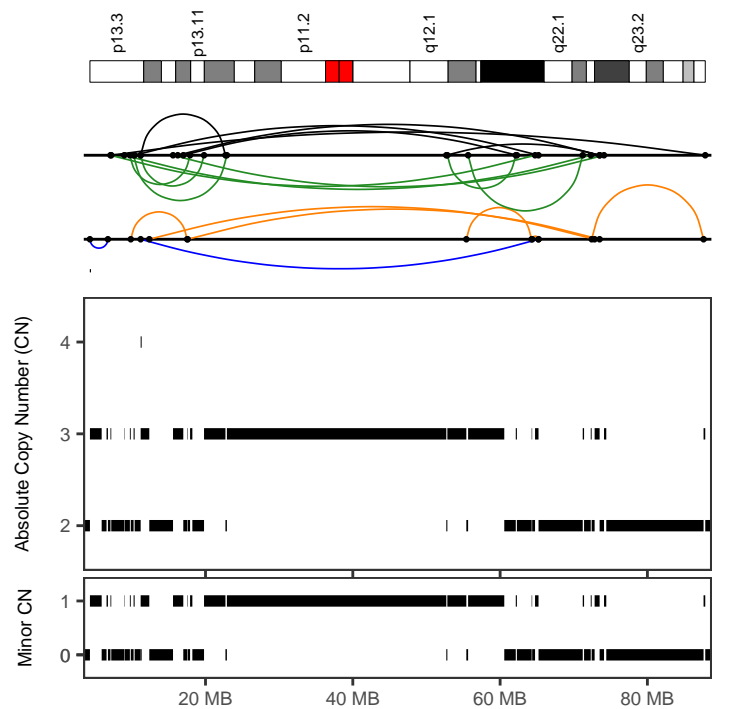 p13.3 p13.11 p11.2 q12.1 q22.1 q23.2
Absolute Copy Number (CN)
4
3
2
Minor CN
1
0
20 MB 40 MB 60 MB 80 MB